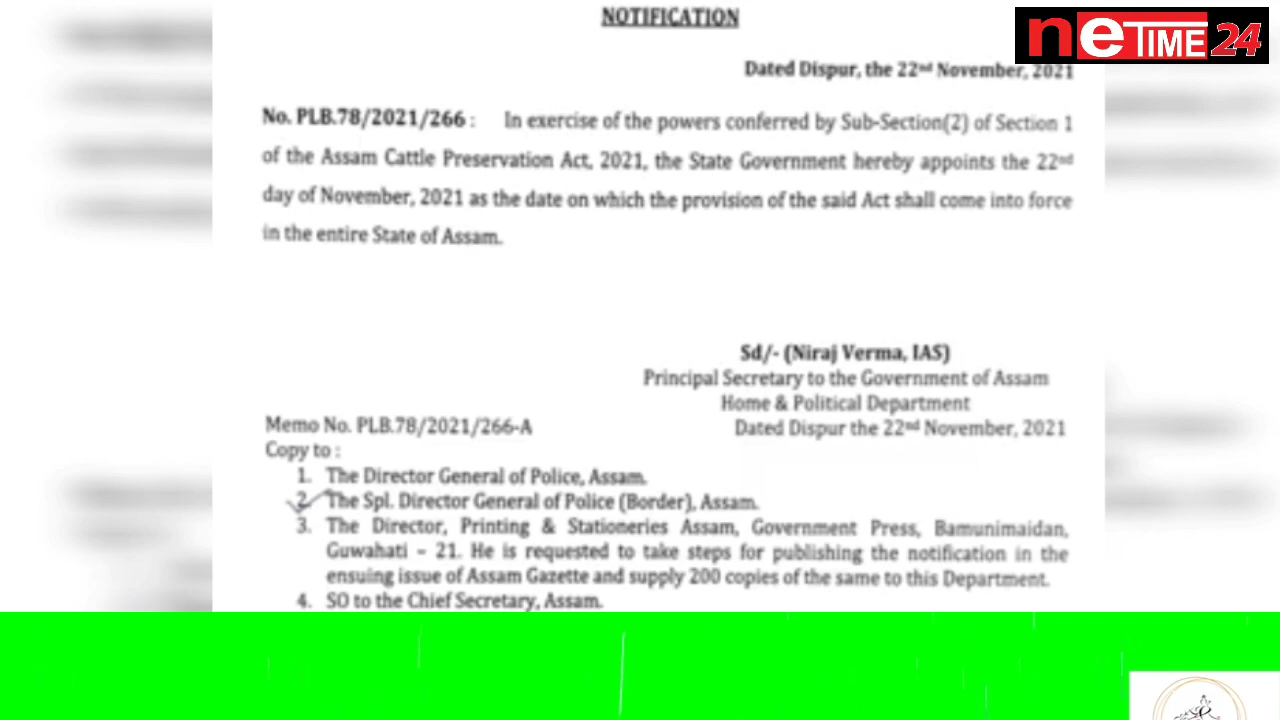 NOTIFICATION
neTIME24
Dated Dispur, the 22nd November, 2021
No. PLB.78/2021/266 : In exercise of the powers conferred by Sub-Section(2) of Section 1
of the Assam Cattle Preservation Act, 2021, the State Government hereby appoints the 22nd
day of November, 2021 as the date on which the provision of the said Act shall come into force
in the entire State of Assam.
Sd/- (Niraj Verma, IAS)
Principal Secretary to the Government of Assam
Home & Political Department
Memo No. PLB.78/2021/266-A Dated Dispur the 22nd November, 2021
Copy to :
1. The Director General of Police, Assam.
2. The Spl. Director General of Police (Border), Assam.
3. The Director, Printing & Stationeries Assam, Government Press, Bamunimaidan,
Guwahati – 21. He is requested to take steps for publishing the notification in the
ensuing issue of Assam Gazette and supply 200 copies of the same to this Department.
4. SO to the Chief Secretary, Assam.